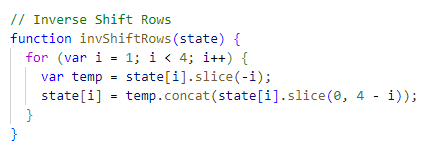 // Inverse Shift Rows
function invShiftRows(state) {
  for (var i = 1; i < 4; i++) {
    var temp = state[i].slice(-i);
    state[i] = temp.concat(state[i].slice(0, 4 - i));
  }
}